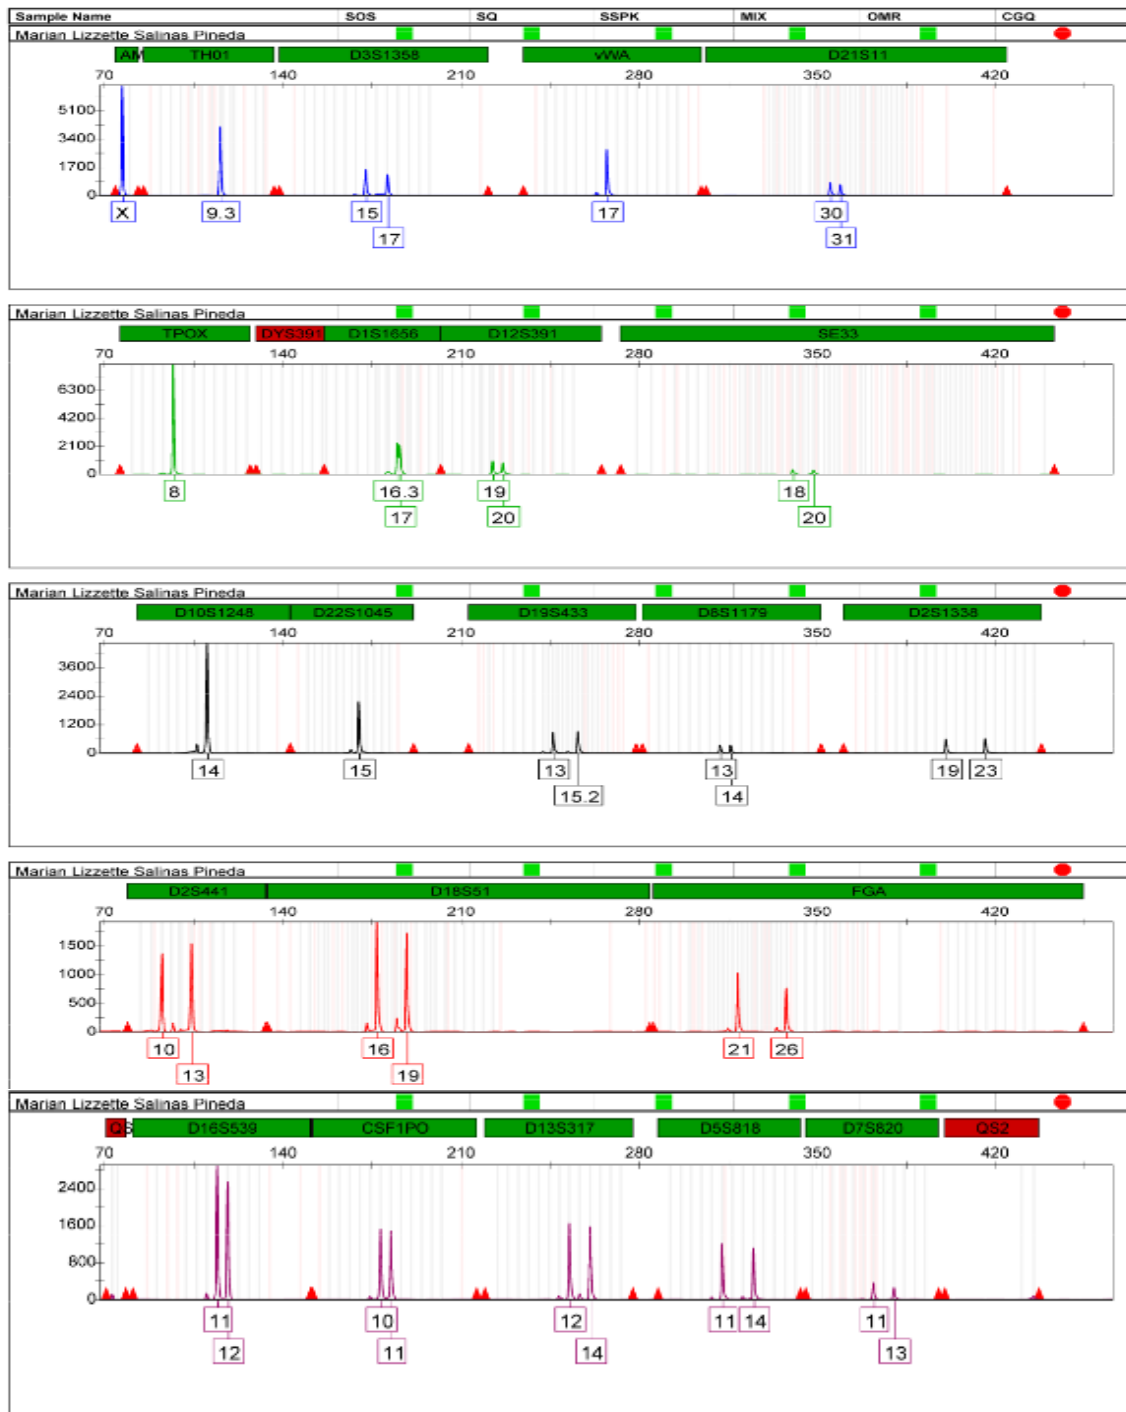 Sample Name SOS SQ SSPK MIX OMR CGQ
Marian Lizzette Salinas Pineda
AM TH01 D3S1358 vWA D21S11
70 140 210 280 350 420
5100
3400
1700
0
X 9.3 15 17 30
17 31
Marian Lizzette Salinas Pineda
TPOX DYS391 D1S1656 D12S391 SE33
70 140 210 280 350 420
6300
4200
2100
0
8 16.3 19 18
17 20 20
Marian Lizzette Salinas Pineda
D10S1248 D22S1045 D19S433 D8S1179 D2S1338
70 140 210 280 350 420
3600
2400
1200
0
14 15 13 13 19 23
15.2 14
Marian Lizzette Salinas Pineda
D2S441 D18S51 FGA
70 140 210 280 350 420
1500
1000
500
0
10 16 21 26
13 19
Marian Lizzette Salinas Pineda
QS D16S539 CSF1PO D13S317 D5S818 D7S820 QS2
70 140 210 280 350 420
2400
1600
800
0
11 10 12 11 14 11
12 11 14 13